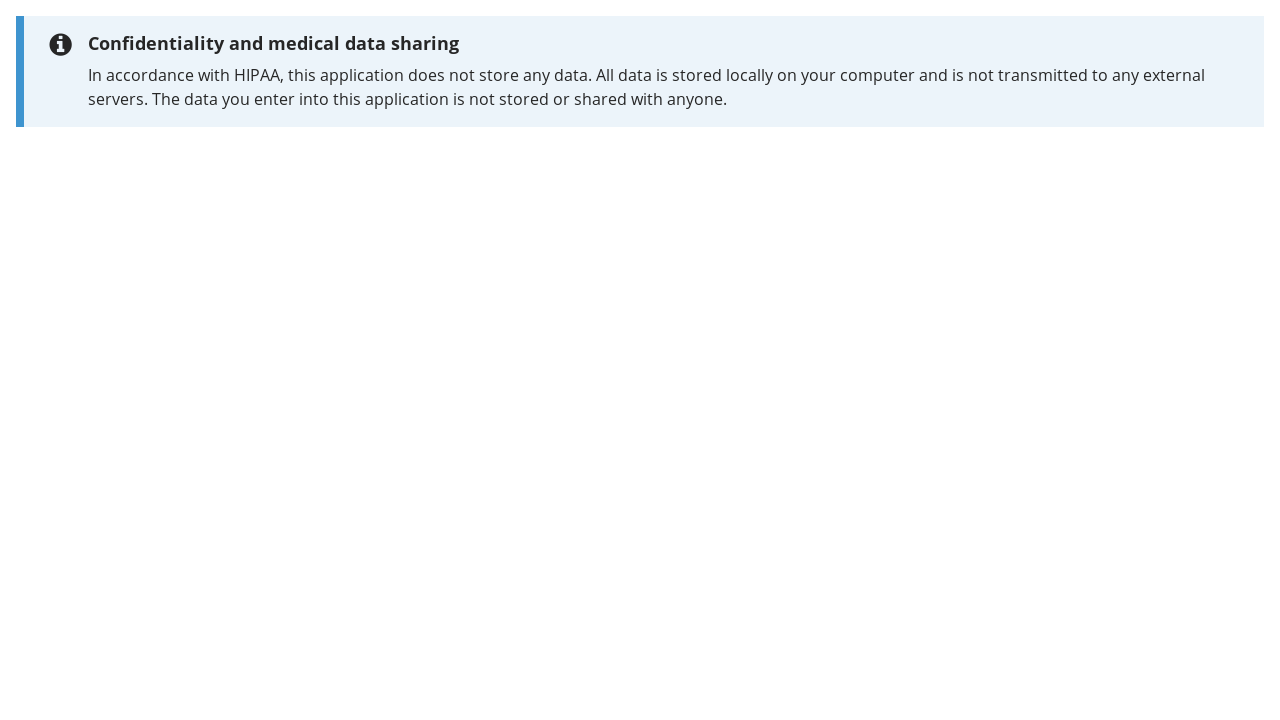 Confidentiality and medical data sharing
In accordance with HIPAA, this application does not store any data. All data is stored locally on your computer and is not transmitted to any external
servers. The data you enter into this application is not stored or shared with anyone.